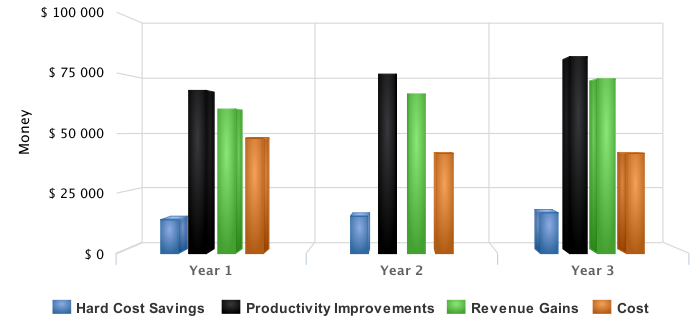 $ 100 000
$ 75 000
$ 50 000
$ 25 000
$ 0
Money
Year 1 Year 2 Year 3
Hard Cost Savings Productivity Improvements Revenue Gains Cost